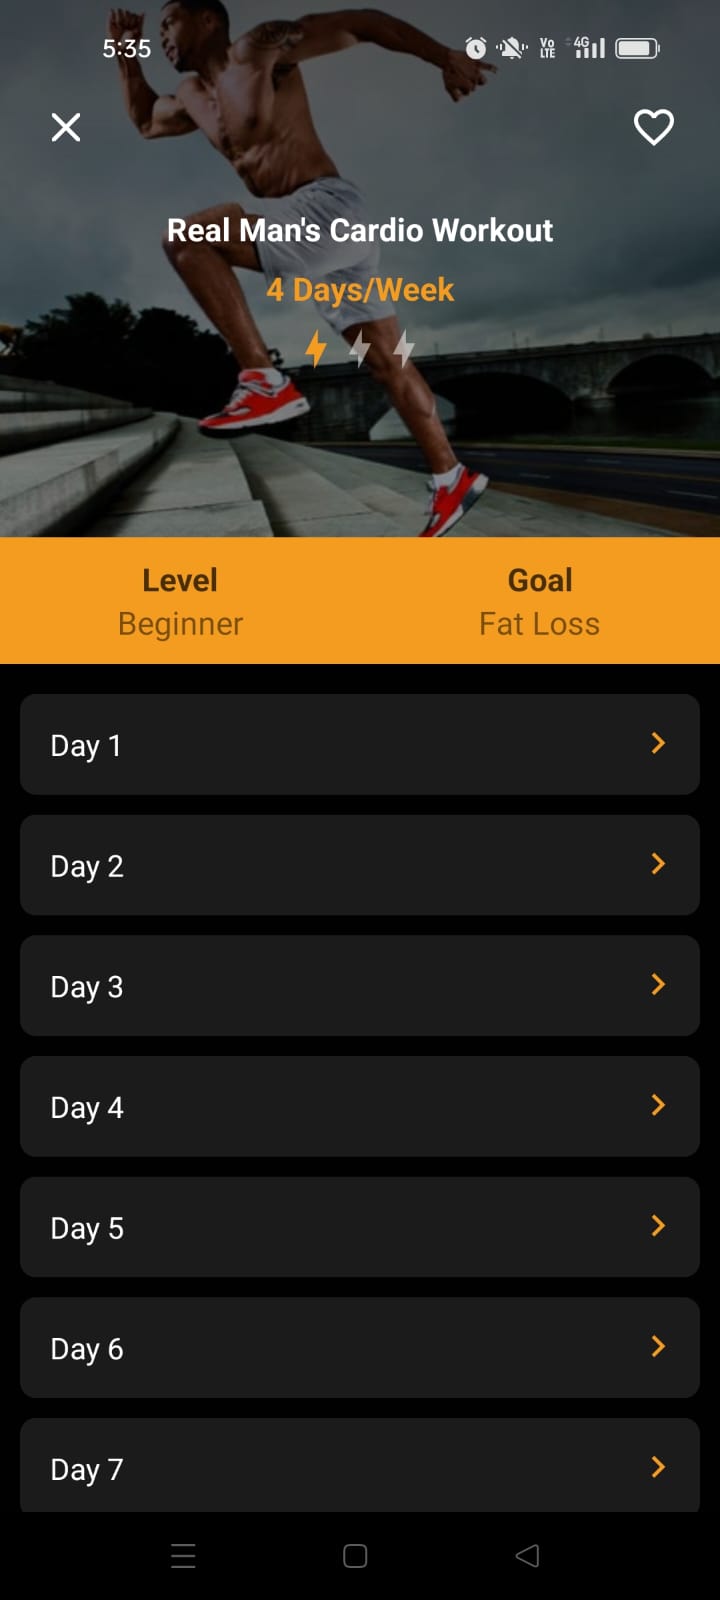 5:35
Vo
LTE
4G
Real Man's Cardio Workout
4 Days/Week
Level
Goal
Beginner
Fat Loss
Day 1
Day 2
Day 3
Day 4
Day 5
Day 6
Day 7